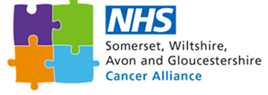 NHS
Somerset, Wiltshire,
Avon and Gloucestershire
Cancer Alliance